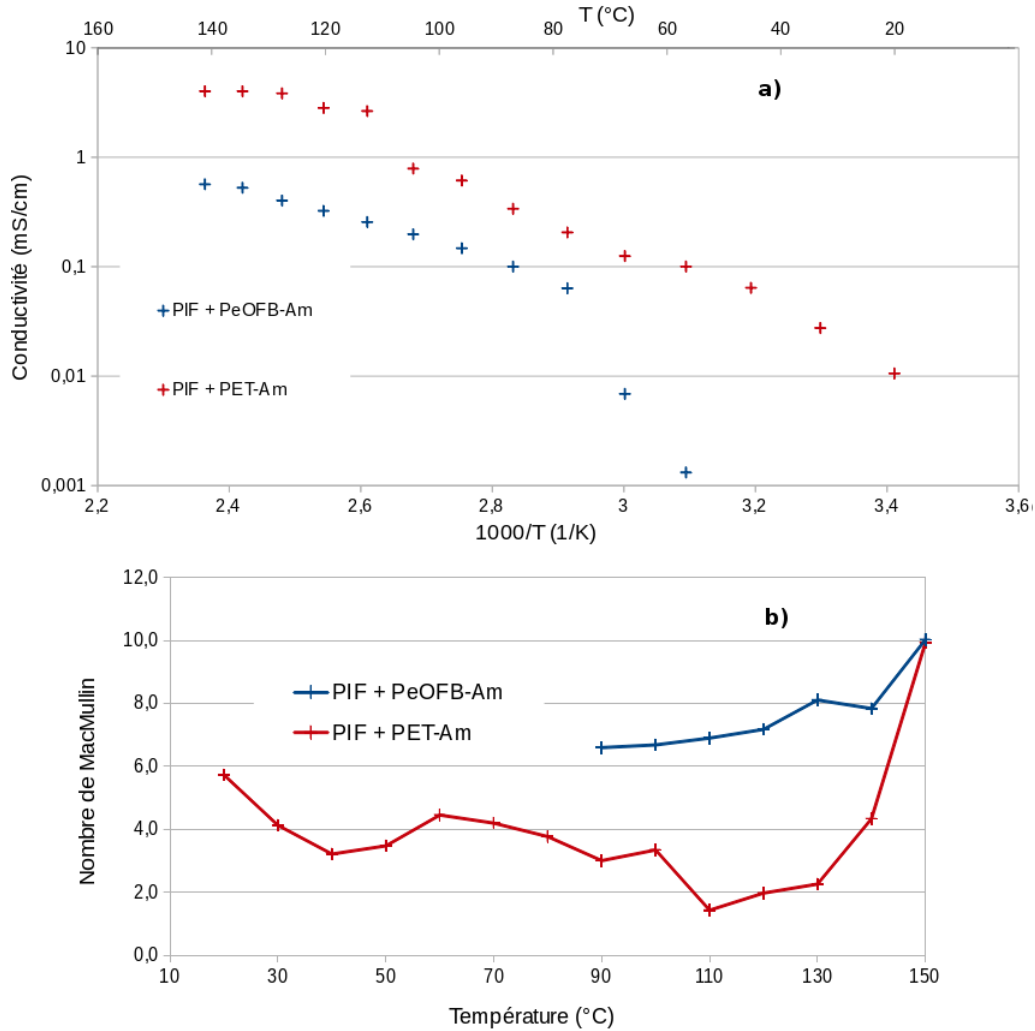 T (°C)
160 140 120 100 80 60 40 20
10
a)
1
0,1
0,01
0,001
Conductivité (mS/cm)
PIF + PeOFB-Am
PIF + PET-Am
2,2 2,4 2,6 2,8 3 3,2 3,4 3,6
1000/T (1/K)
12,0
10,0
8,0
6,0
4,0
2,0
0,0
b)
Nombre de MacMullin
PIF + PeOFB-Am
PIF + PET-Am
10 30 50 70 90 110 130 150
Température (°C)